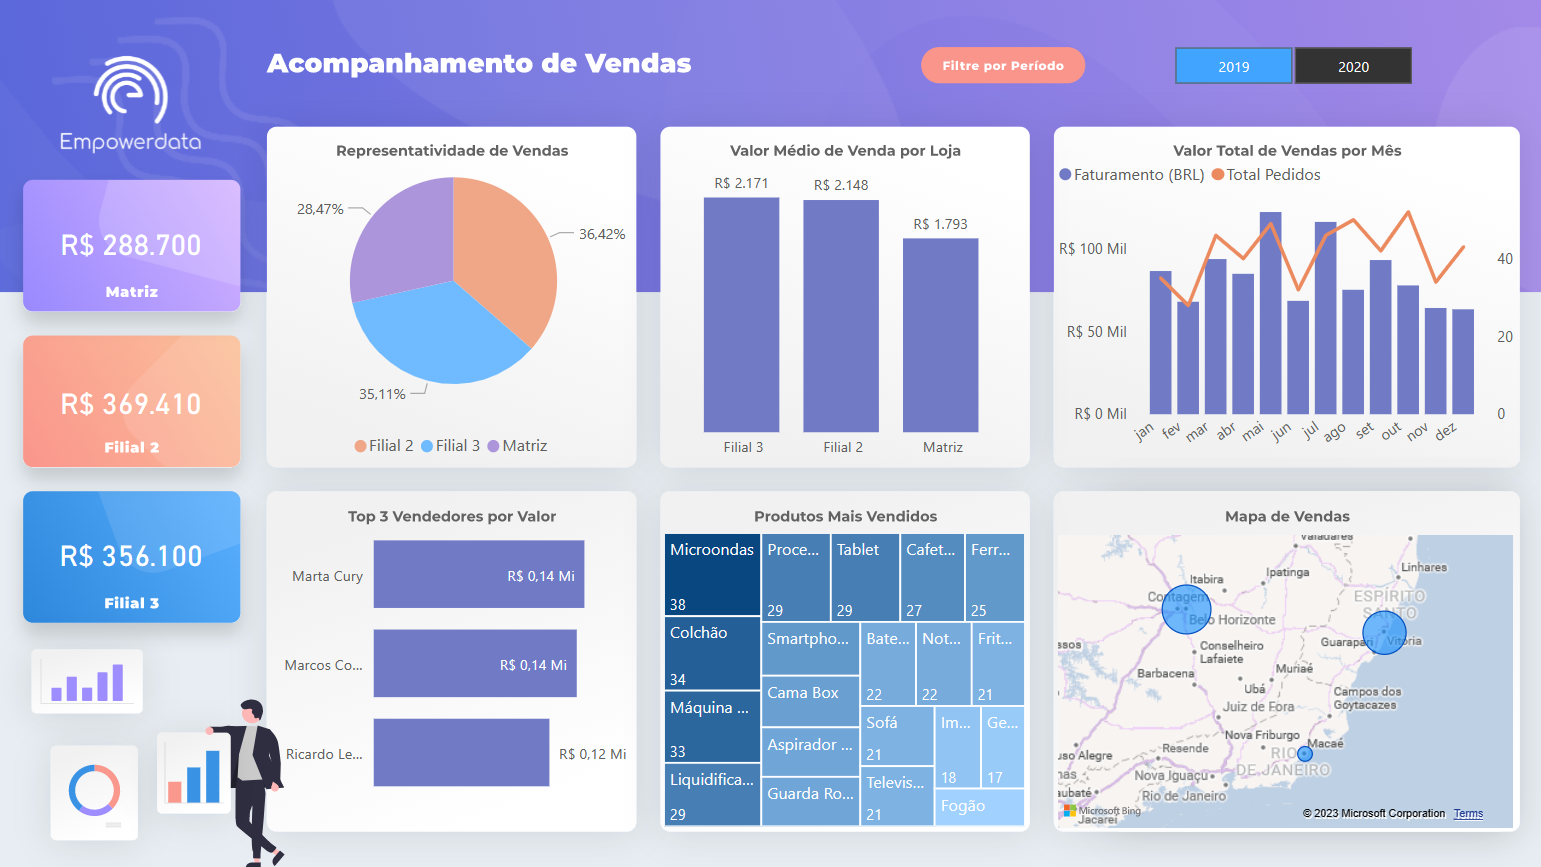 Acompanhamento de Vendas
Filtre por Período
2019
2020
Empowerdata
R$ 288.700
Matriz
R$ 369.410
Filial 2
R$ 356.100
Filial 3
Representatividade de Vendas
28,47%
36,42%
35,11%
Filial 2
Filial 3
Matriz
Valor Médio de Venda por Loja
R$ 2.171
R$ 2.148
R$ 1.793
Filial 3
Filial 2
Matriz
Valor Total de Vendas por Mês
Faturamento (BRL)
Total Pedidos
R$ 100 Mil
R$ 50 Mil
R$ 0 Mil
40
20
0
jan
fev
mar
abr
mai
jun
jul
ago
set
out
nov
dez
Top 3 Vendedores por Valor
Marta Cury
R$ 0,14 Mi
Marcos Co...
R$ 0,14 Mi
Ricardo Le...
R$ 0,12 Mi
Produtos Mais Vendidos
Microondas
38
Colchão
34
Máquina ...
33
Liquidifica...
29
Proce...
29
Tablet
29
Cafet...
27
Ferr...
25
Smartpho...
Cama Box
Aspirador ...
Guarda Ro...
Bate...
22
Not...
22
Frit...
21
Sofá
21
Televis...
21
Im...
18
Ge...
17
Fogão
Mapa de Vendas
Valadares
Linhares
Ipatinga
Itabira
Contagem
ESPÍRITO
SANTO
Belo Horizonte
Guarapari
Vitória
Conselheiro
Lafaiete
Muriaé
Barbacena
Ubá
Campos dos
Goytacazes
Juiz de Fora
Nova Friburgo
Macaé
RIO
DE JANEIRO
Resende
uso Alegre
Nova Iguaçu
Rio de Janeiro
aubaté
Jacareí
Microsoft Bing
© 2023 Microsoft Corporation
Terms